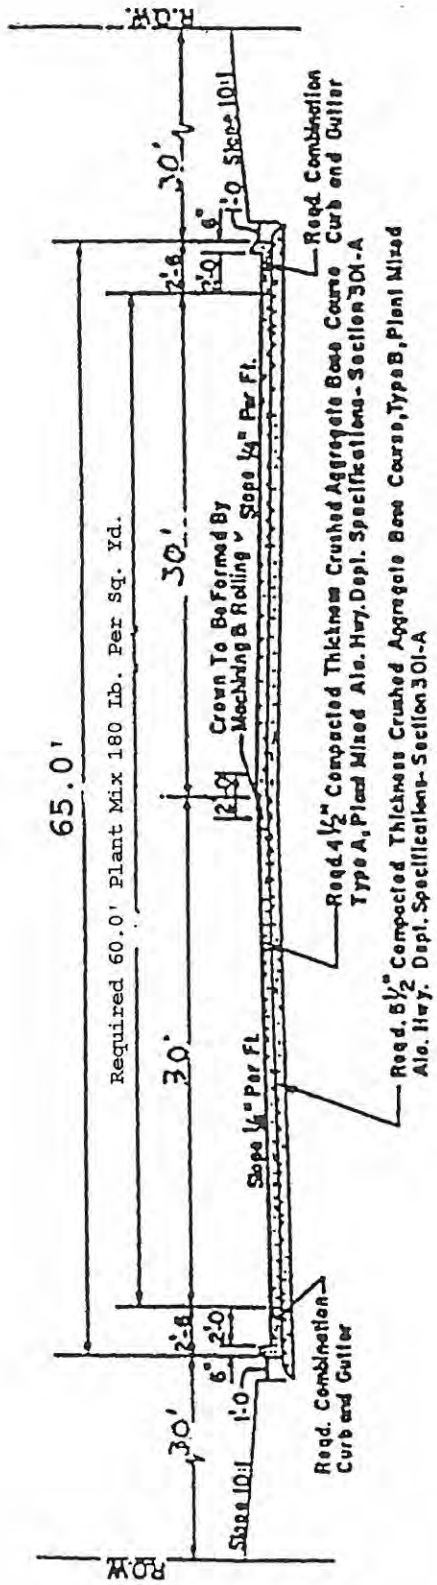 R.O.W.
R.O.W.
65.0'
Required 60.0' Plant Mix 180 Lb. Per Sq. Yd.
30'
2'-6
30'
30'
2'-6
30'
6"
2'-0
2'-0
2'-0
6"
1'-0
1'-0
Slope 10:1
Slope 1/4" Per Ft
Crown To Be Formed By
Machining & Rolling
Slope 1/4" Per Ft.
Slope 10:1
Reqd. Combination
Curb and Gutter
Reqd. Combination
Curb and Gutter
Reqd. 4 1/2" Compacted Thickness Crushed Aggregate Base Course
Type A, Plant Mixed Ala. Hwy. Dept. Specifications - Section 301-A
Reqd. 5 1/2" Compacted Thickness Crushed Aggregate Base Course, Type B, Plant Mixed
Ala. Hwy. Dept. Specifications - Section 301-A